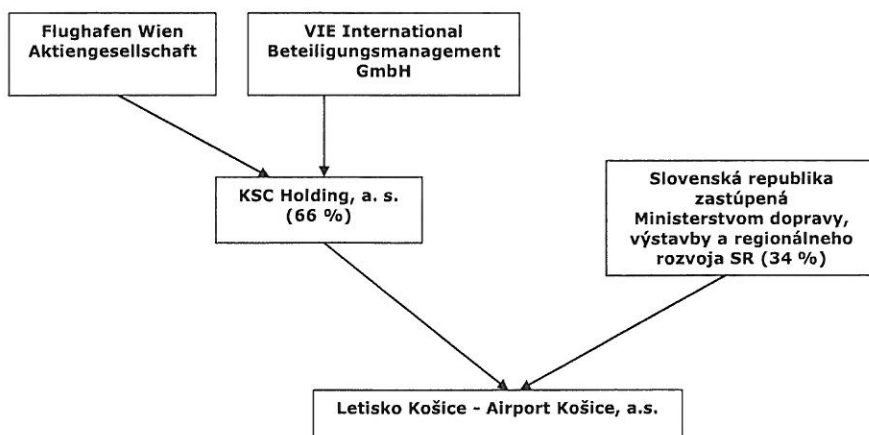 Flughafen Wien
Aktiengesellschaft
VIE International
Beteiligungsmanagement
GmbH
KSC Holding, a. s.
(66 %)
Slovenská republika
zastúpená
Ministerstvom dopravy,
výstavby a regionálneho
rozvoja SR (34 %)
Letisko Košice - Airport Košice, a.s.